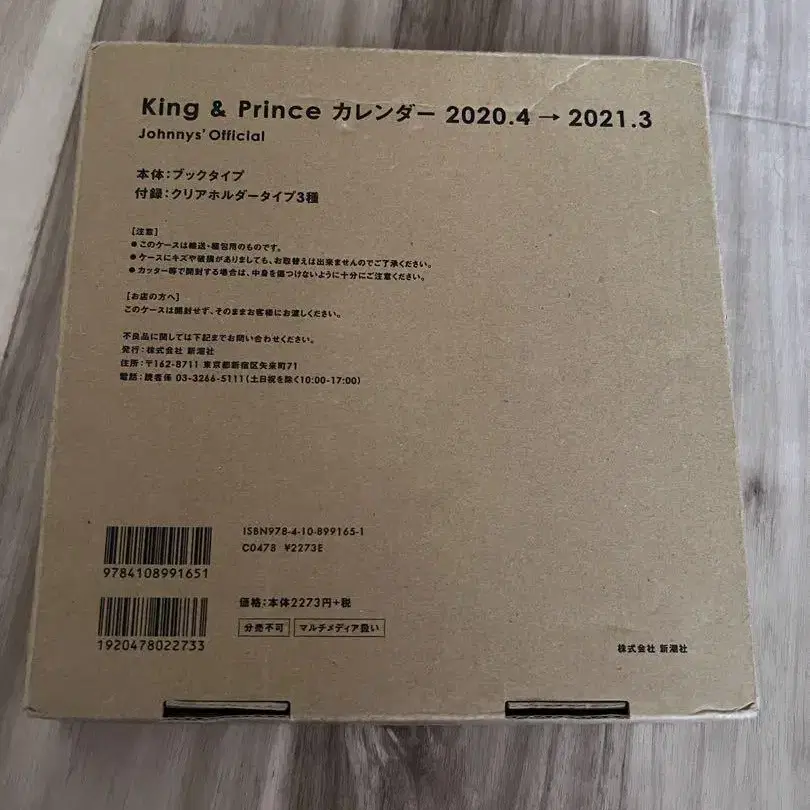 King & Prince カレンダー 2020.4 → 2021.3
Johnnys' Official
本体:ブックタイプ
付録:クリアホルダータイプ3種
[注意]
● このケースは輸送・梱包用のものです。
● ケースにキズや破損がありましても、お取替えは出来ませんのでご了承ください。
● カッター等で開封する場合は、中身を傷つけないように十分にご注意ください。
[お店の方へ]
このケースは開封せず、そのままお客様にお渡しください。
不良品に関しては下記までお問い合わせください。
発行:株式会社 新潮社
住所:〒162-8711 東京都新宿区矢来町71
電話:読者係 03-3266-5111(土日祝を除く10:00-17:00)
ISBN978-4-10-899165-1
C0478 ¥2273E
9784108991651
価格:本体2273円+税
分売不可 マルチメディア扱い
1920478022733
株式会社 新潮社